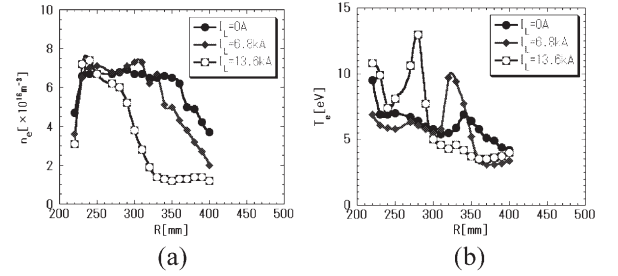 (a)
10
8
6
4
2
0
200 250 300 350 400 450 500
R[mm]
n_e[×10^16 m^-3]
I_L=0A
I_L=6.8kA
I_L=13.6kA
(b)
15
10
5
0
200 250 300 350 400 450 500
R[mm]
T_e[eV]
I_L=0A
I_L=6.8kA
I_L=13.6kA
(a)
(b)